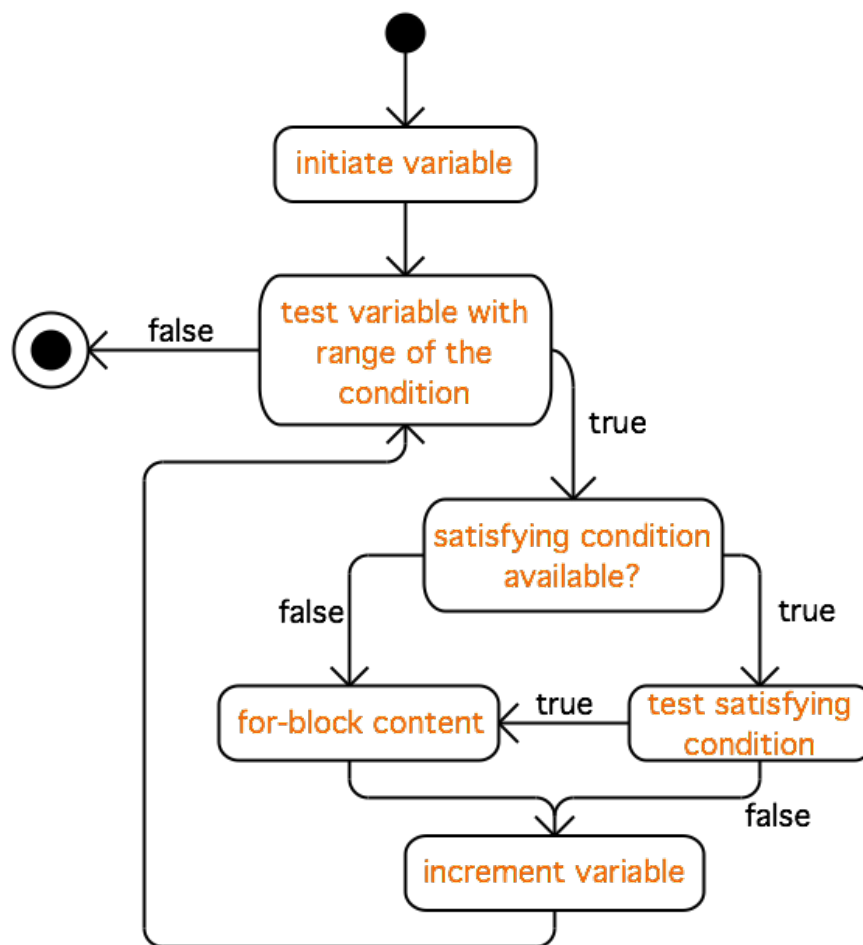 initiate variable
test variable with
range of the
condition
false
true
satisfying condition
available?
false
true
for-block content
true
test satisfying
condition
false
increment variable